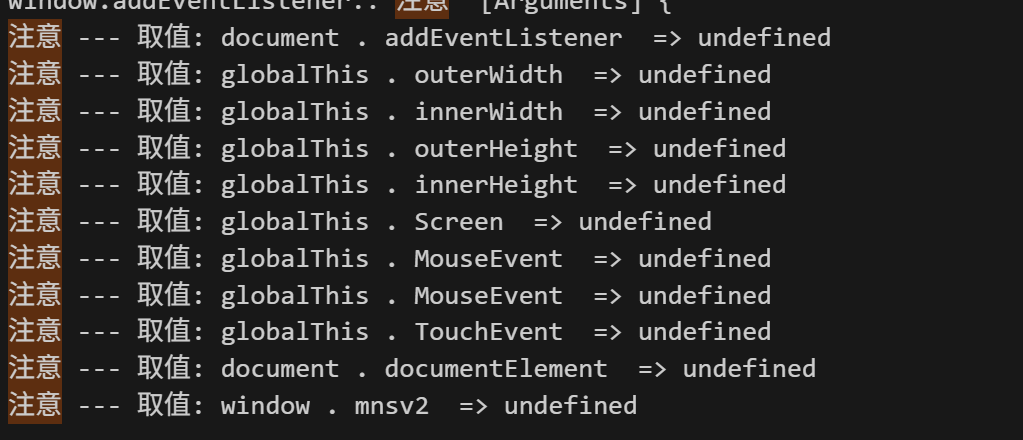 window.addEventListener:: 注意 [Arguments] {
注意 --- 取值: document . addEventListener => undefined
注意 --- 取值: globalThis . outerWidth => undefined
注意 --- 取值: globalThis . innerWidth => undefined
注意 --- 取值: globalThis . outerHeight => undefined
注意 --- 取值: globalThis . innerHeight => undefined
注意 --- 取值: globalThis . Screen => undefined
注意 --- 取值: globalThis . MouseEvent => undefined
注意 --- 取值: globalThis . MouseEvent => undefined
注意 --- 取值: globalThis . TouchEvent => undefined
注意 --- 取值: document . documentElement => undefined
注意 --- 取值: window . mnsv2 => undefined